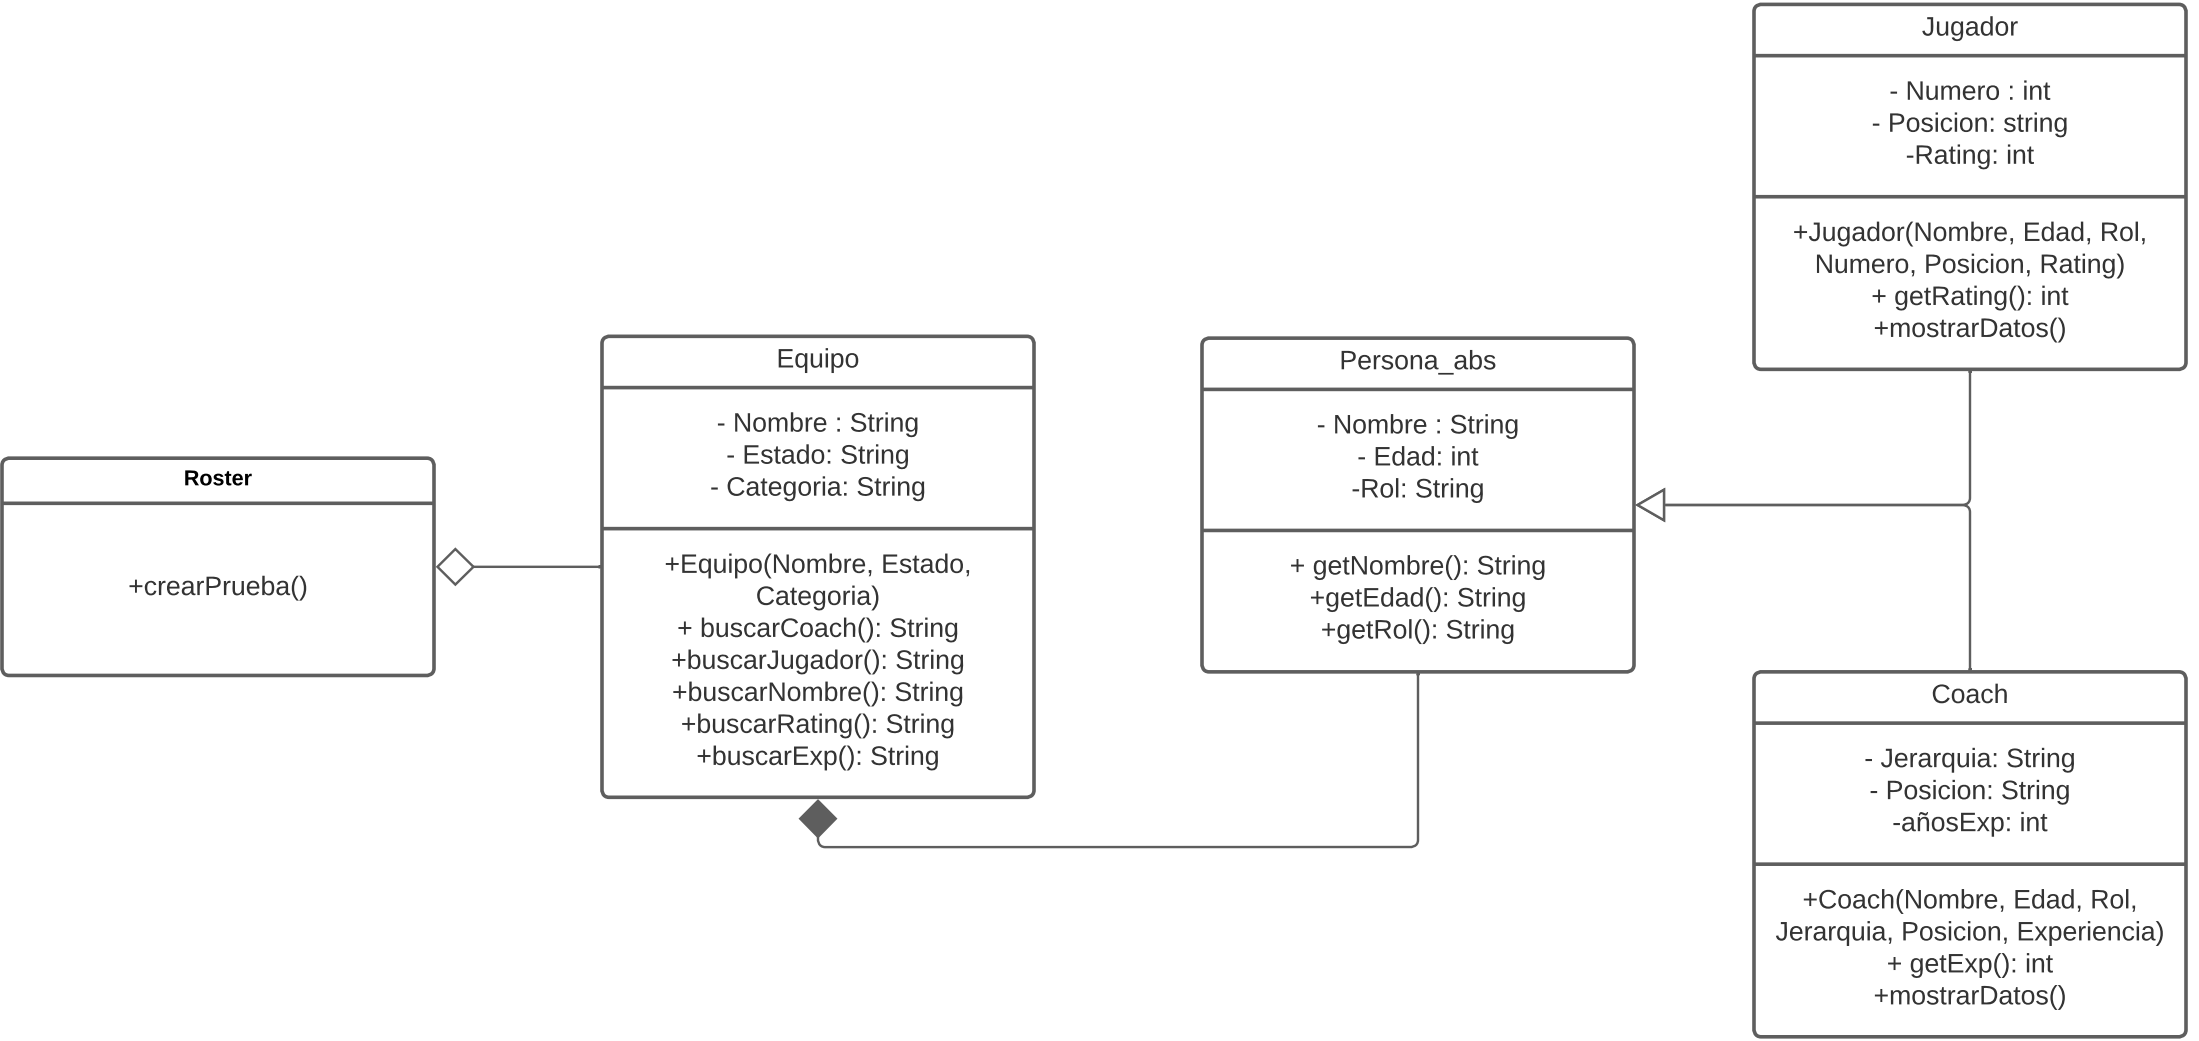 Roster
+crearPrueba()
Equipo
- Nombre : String
- Estado: String
- Categoria: String
+Equipo(Nombre, Estado,
Categoria)
+ buscarCoach(): String
+buscarJugador(): String
+buscarNombre(): String
+buscarRating(): String
+buscarExp(): String
Persona_abs
- Nombre : String
- Edad: int
-Rol: String
+ getNombre(): String
+getEdad(): String
+getRol(): String
Jugador
- Numero : int
- Posicion: string
-Rating: int
+Jugador(Nombre, Edad, Rol,
Numero, Posicion, Rating)
+ getRating(): int
+mostrarDatos()
Coach
- Jerarquia: String
- Posicion: String
-añosExp: int
+Coach(Nombre, Edad, Rol,
Jerarquia, Posicion, Experiencia)
+ getExp(): int
+mostrarDatos()